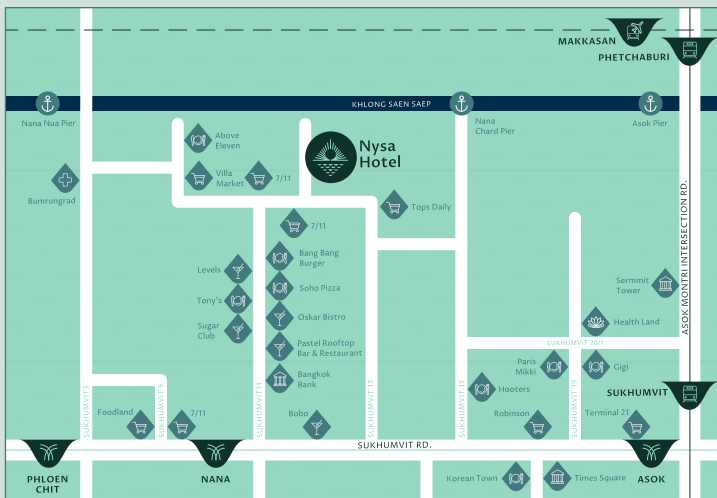 MAKKASAN
PHETCHABURI
KHLONG SAEN SAEP
Nana Nua Pier
Nana
Chard Pier
Asok Pier
Above
Eleven
Nysa
Hotel
Villa
Market
7/11
Bumrungrad
Tops Daily
7/11
Bang Bang
Burger
Levels
Soho Pizza
Tony's
Oskar Bistro
Sugar
Club
Pastel Rooftop
Bar & Restaurant
Bangkok
Bank
Bobo
Sermmit
Tower
ASOK MONTRI INTERSECTION RD.
Health Land
SUKHUMVIT 20/1
Paris
Mikki
Gigi
Hooters
SUKHUMVIT
Robinson
Terminal 21
Foodland
7/11
SUKHUMVIT 3
SUKHUMVIT 5
SUKHUMVIT 11
SUKHUMVIT 13
SUKHUMVIT 15
SUKHUMVIT 19
SUKHUMVIT RD.
PHLOEN
CHIT
NANA
Korean Town
Times Square
ASOK